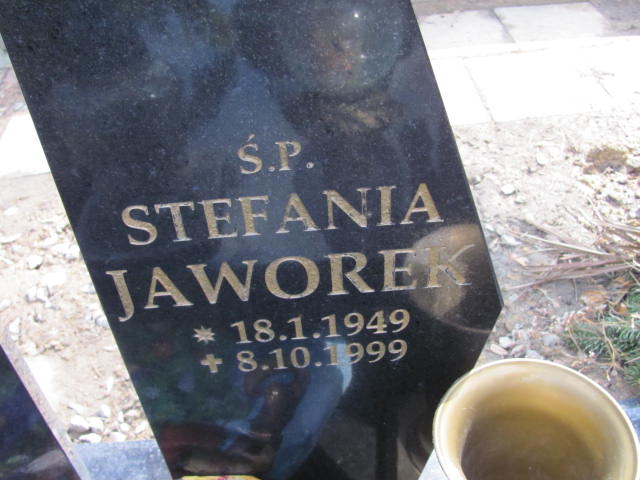 Ś.P.
STEFANIA
JAWOREK
* 18.1.1949
+ 8.10.1999